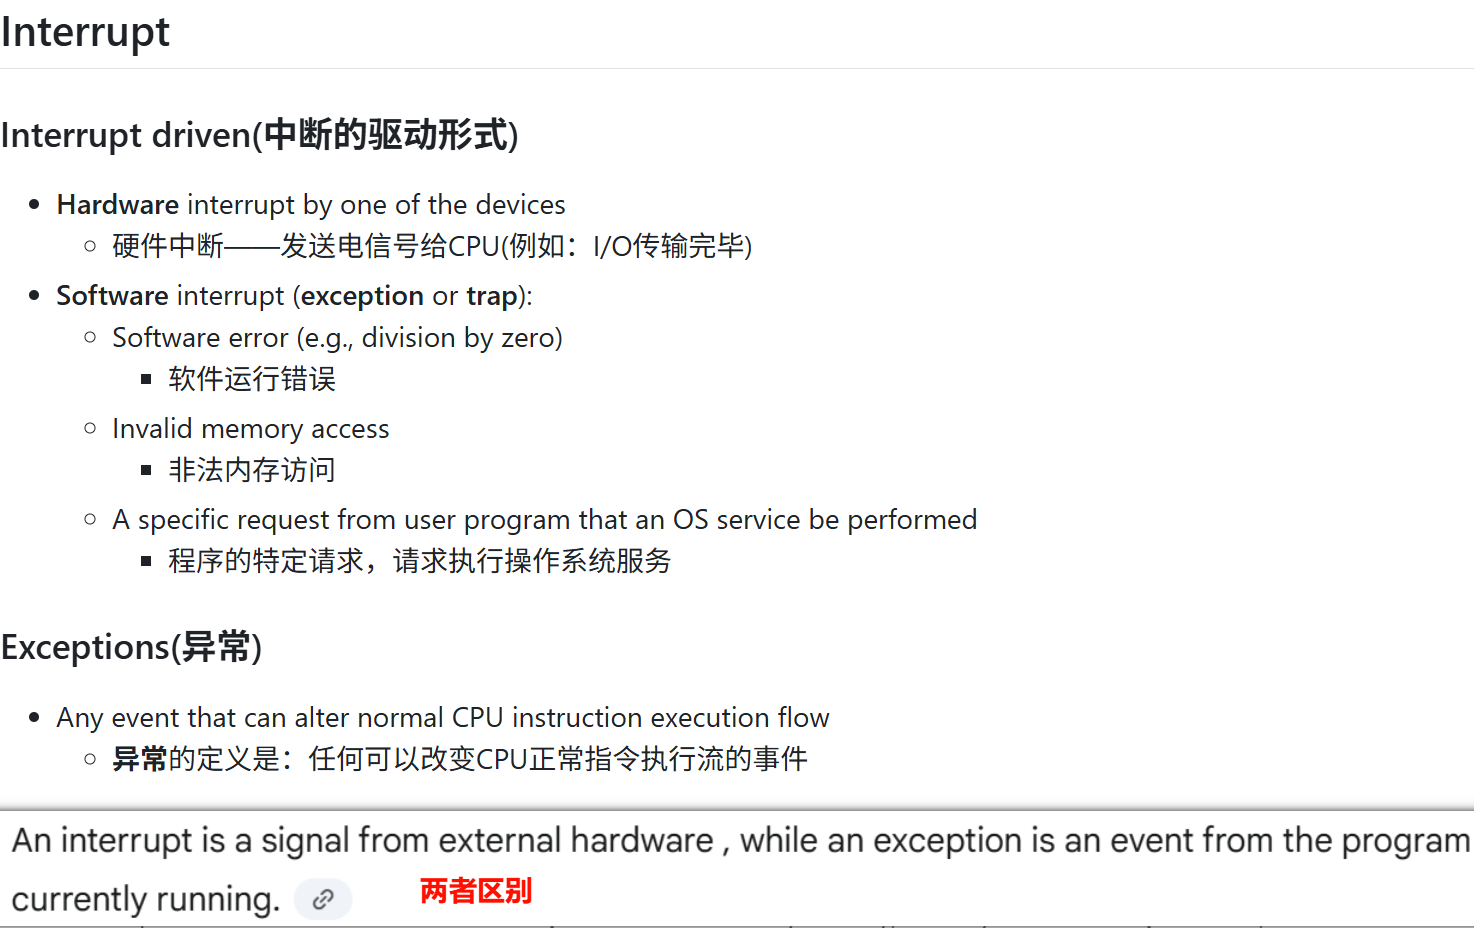 Interrupt
Interrupt driven(中断的驱动形式)
Hardware interrupt by one of the devices
硬件中断——发送电信号给CPU(例如：I/O传输完毕)
Software interrupt (exception or trap):
Software error (e.g., division by zero)
软件运行错误
Invalid memory access
非法内存访问
A specific request from user program that an OS service be performed
程序的特定请求，请求执行操作系统服务
Exceptions(异常)
Any event that can alter normal CPU instruction execution flow
异常的定义是：任何可以改变CPU正常指令执行流的事件
An interrupt is a signal from external hardware , while an exception is an event from the program
currently running. 两者区别